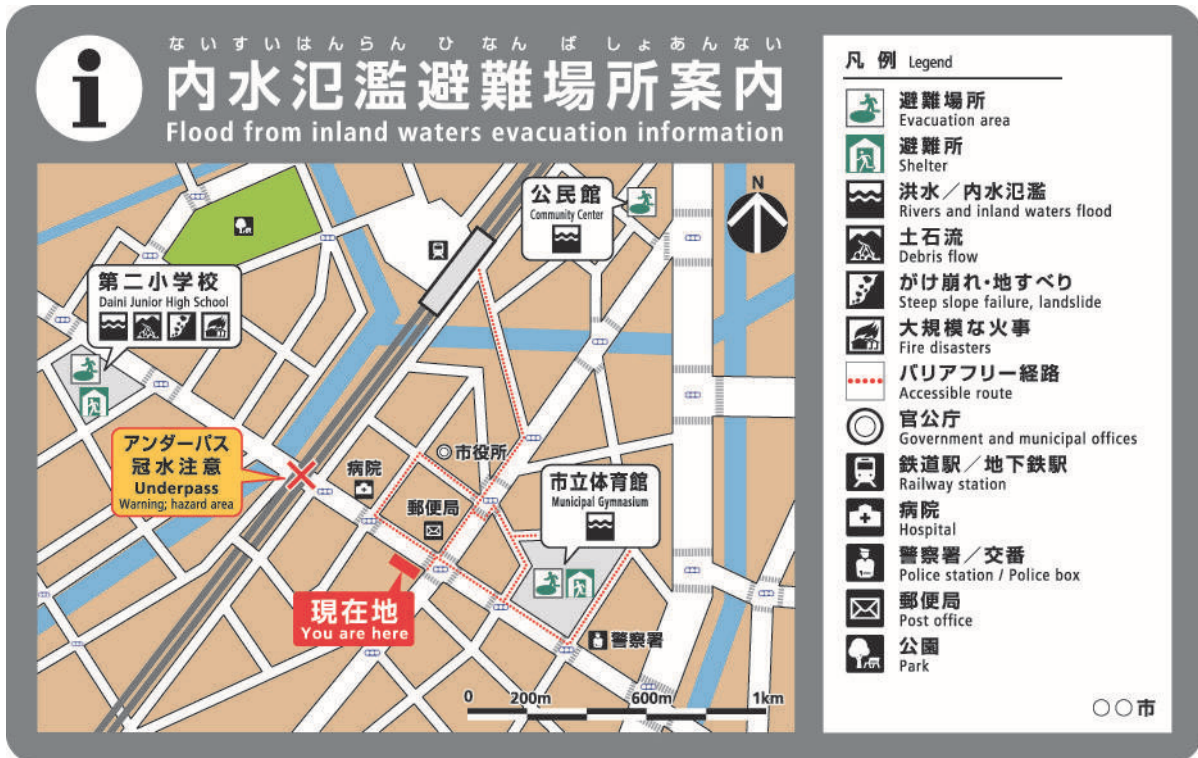 ないすいはんらん ひ なん ば しょあんない
内水氾濫避難場所案内
Flood from inland waters evacuation information
公民館
Community Center
N
第二小学校
Daini Junior High School
アンダーパス
冠水注意
Underpass
Warning; hazard area
病院
市役所
郵便局
市立体育館
Municipal Gymnasium
現在地
You are here
警察署
0 200m 600m 1km
凡例 Legend
避難場所
Evacuation area
避難所
Shelter
洪水/内水氾濫
Rivers and inland waters flood
土石流
Debris flow
がけ崩れ・地すべり
Steep slope failure, landslide
大規模な火事
Fire disasters
バリアフリー経路
Accessible route
官公庁
Government and municipal offices
鉄道駅/地下鉄駅
Railway station
病院
Hospital
警察署/交番
Police station / Police box
郵便局
Post office
公園
Park
○○市